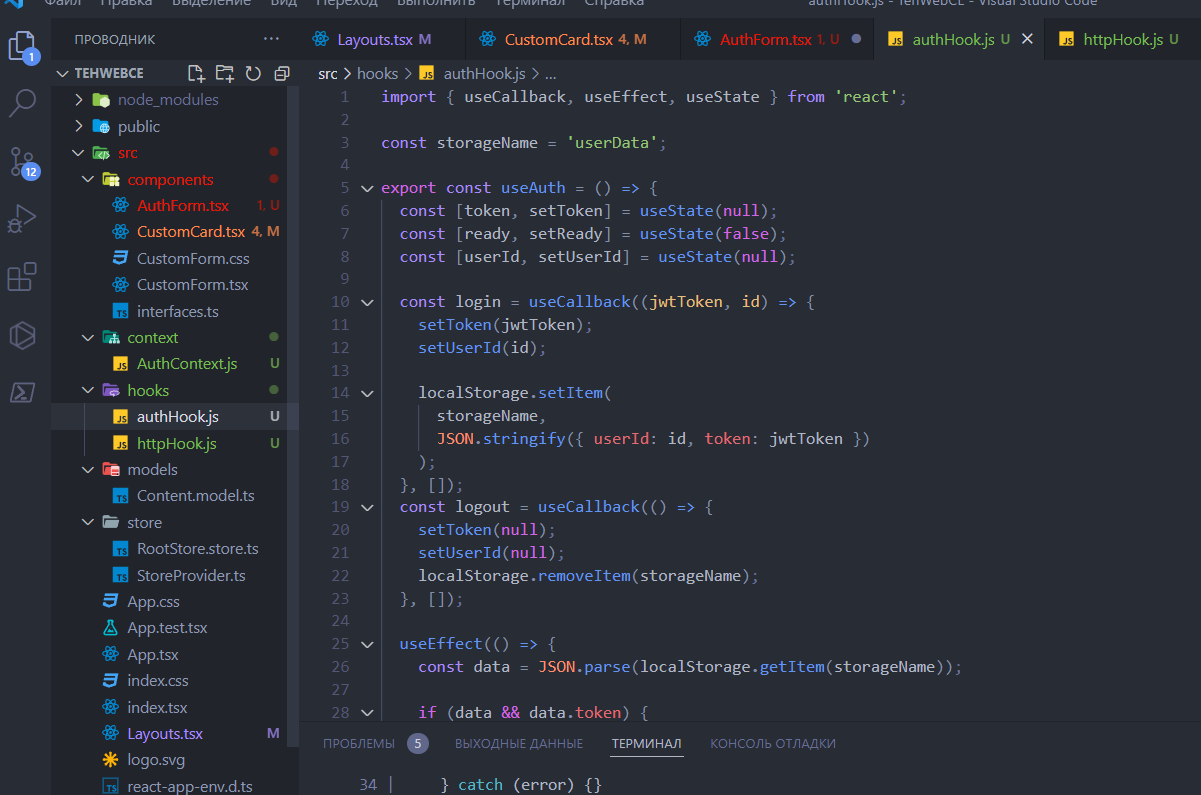 Файл Правка Выделение Вид Переход Выполнить Терминал Справка authHook.js - TehWebCE - Visual Studio Code
ПРОВОДНИК ···
Layouts.tsx M CustomCard.tsx 4, M AuthForm.tsx 1, U authHook.js U httpHook.js U
1
TEHWEBCE
src > hooks > authHook.js > ...
node_modules
public
src
components
AuthForm.tsx 1, U
CustomCard.tsx 4, M
CustomForm.css
CustomForm.tsx
interfaces.ts
context
AuthContext.js U
hooks
authHook.js U
httpHook.js U
models
Content.model.ts
store
RootStore.store.ts
StoreProvider.ts
App.css
App.test.tsx
App.tsx
index.css
index.tsx
Layouts.tsx M
logo.svg
react-app-env.d.ts
12
1 import { useCallback, useEffect, useState } from 'react';
2
3 const storageName = 'userData';
4
5 export const useAuth = () => {
6 const [token, setToken] = useState(null);
7 const [ready, setReady] = useState(false);
8 const [userId, setUserId] = useState(null);
9
10 const login = useCallback((jwtToken, id) => {
11 setToken(jwtToken);
12 setUserId(id);
13
14 localStorage.setItem(
15 storageName,
16 JSON.stringify({ userId: id, token: jwtToken })
17 );
18 }, []);
19 const logout = useCallback(() => {
20 setToken(null);
21 setUserId(null);
22 localStorage.removeItem(storageName);
23 }, []);
24
25 useEffect(() => {
26 const data = JSON.parse(localStorage.getItem(storageName));
27
28 if (data && data.token) {
ПРОБЛЕМЫ 5 ВЫХОДНЫЕ ДАННЫЕ ТЕРМИНАЛ КОНСОЛЬ ОТЛАДКИ
34 | } catch (error) {}